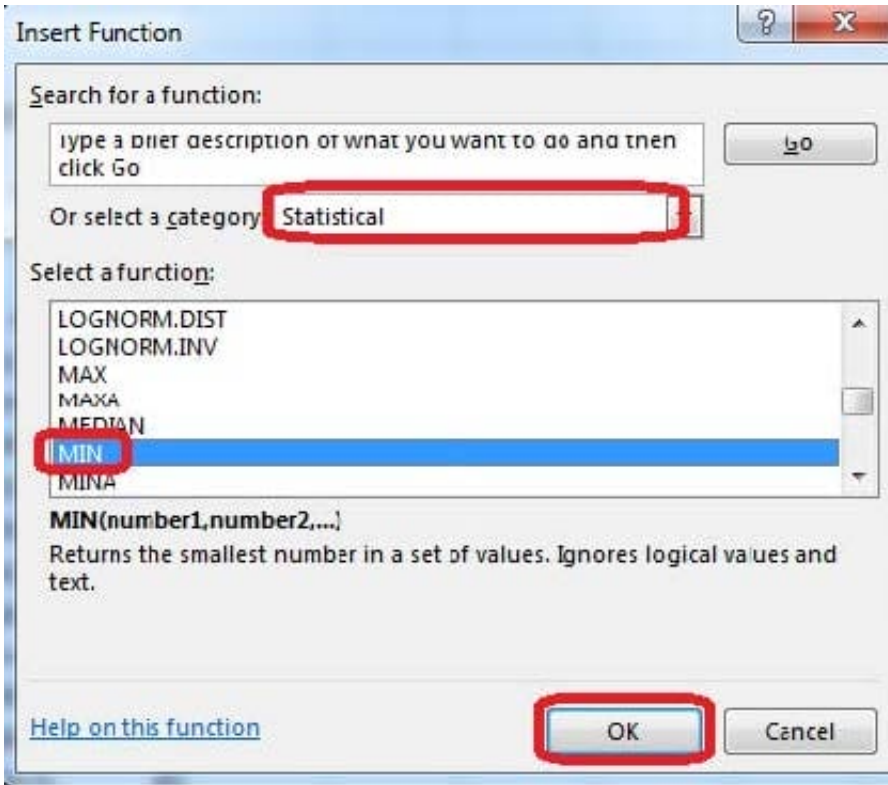 Insert Function
Search for a function:
Type a brief description of what you want to do and then
click Go
Go
Or select a category
Statistical
Select a function:
LOGNORM.DIST
LOGNORM.INV
MAX
MAXA
MEDIAN
MIN
MINA
MIN(number1,number2,...)
Returns the smallest number in a set of values. Ignores logical values and
text.
Help on this function
OK
Cancel